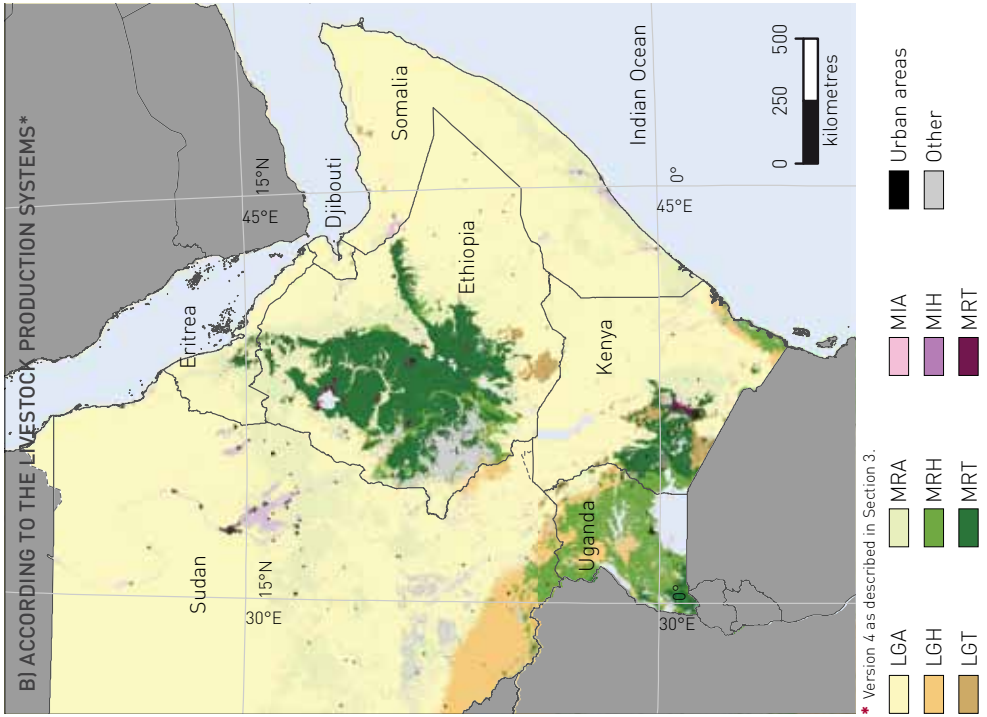 B) ACCORDING TO THE LIVESTOCK PRODUCTION SYSTEMS*
Eritrea
Djibouti
15°N
45°E
Somalia
Sudan
15°N
30°E
Ethiopia
Kenya
Uganda
0°
30°E
0°
45°E
Indian Ocean
0 250 500
kilometres
* Version 4 as described in Section 3.
LGA
LGH
LGT
MRA
MRH
MRT
MIA
MIH
MRT
Urban areas
Other